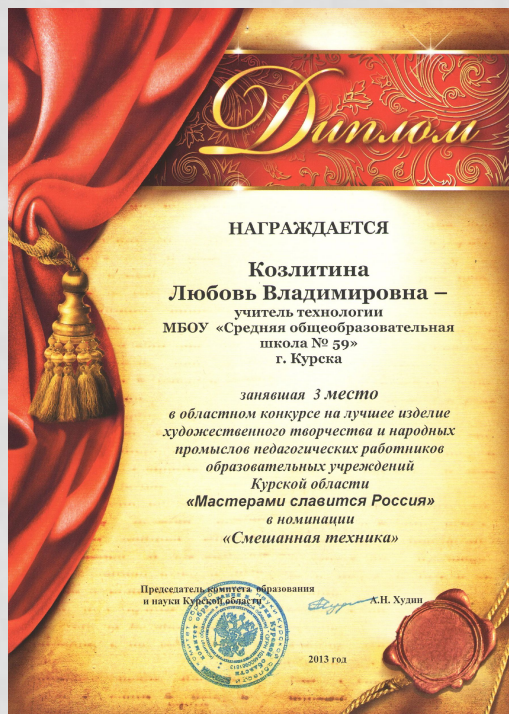 Диплом
НАГРАЖДАЕТСЯ
Козлитина
Любовь Владимировна –
учитель технологии
МБОУ «Средняя общеобразовательная
школа № 59»
г. Курска
занявшая 3 место
в областном конкурсе на лучшее изделие
художественного творчества и народных
промыслов педагогических работников
образовательных учреждений
Курской области
«Мастерами славится Россия»
в номинации
«Смешанная техника»
Председатель комитета образования
и науки Курской области А.Н. Худин
2013 год